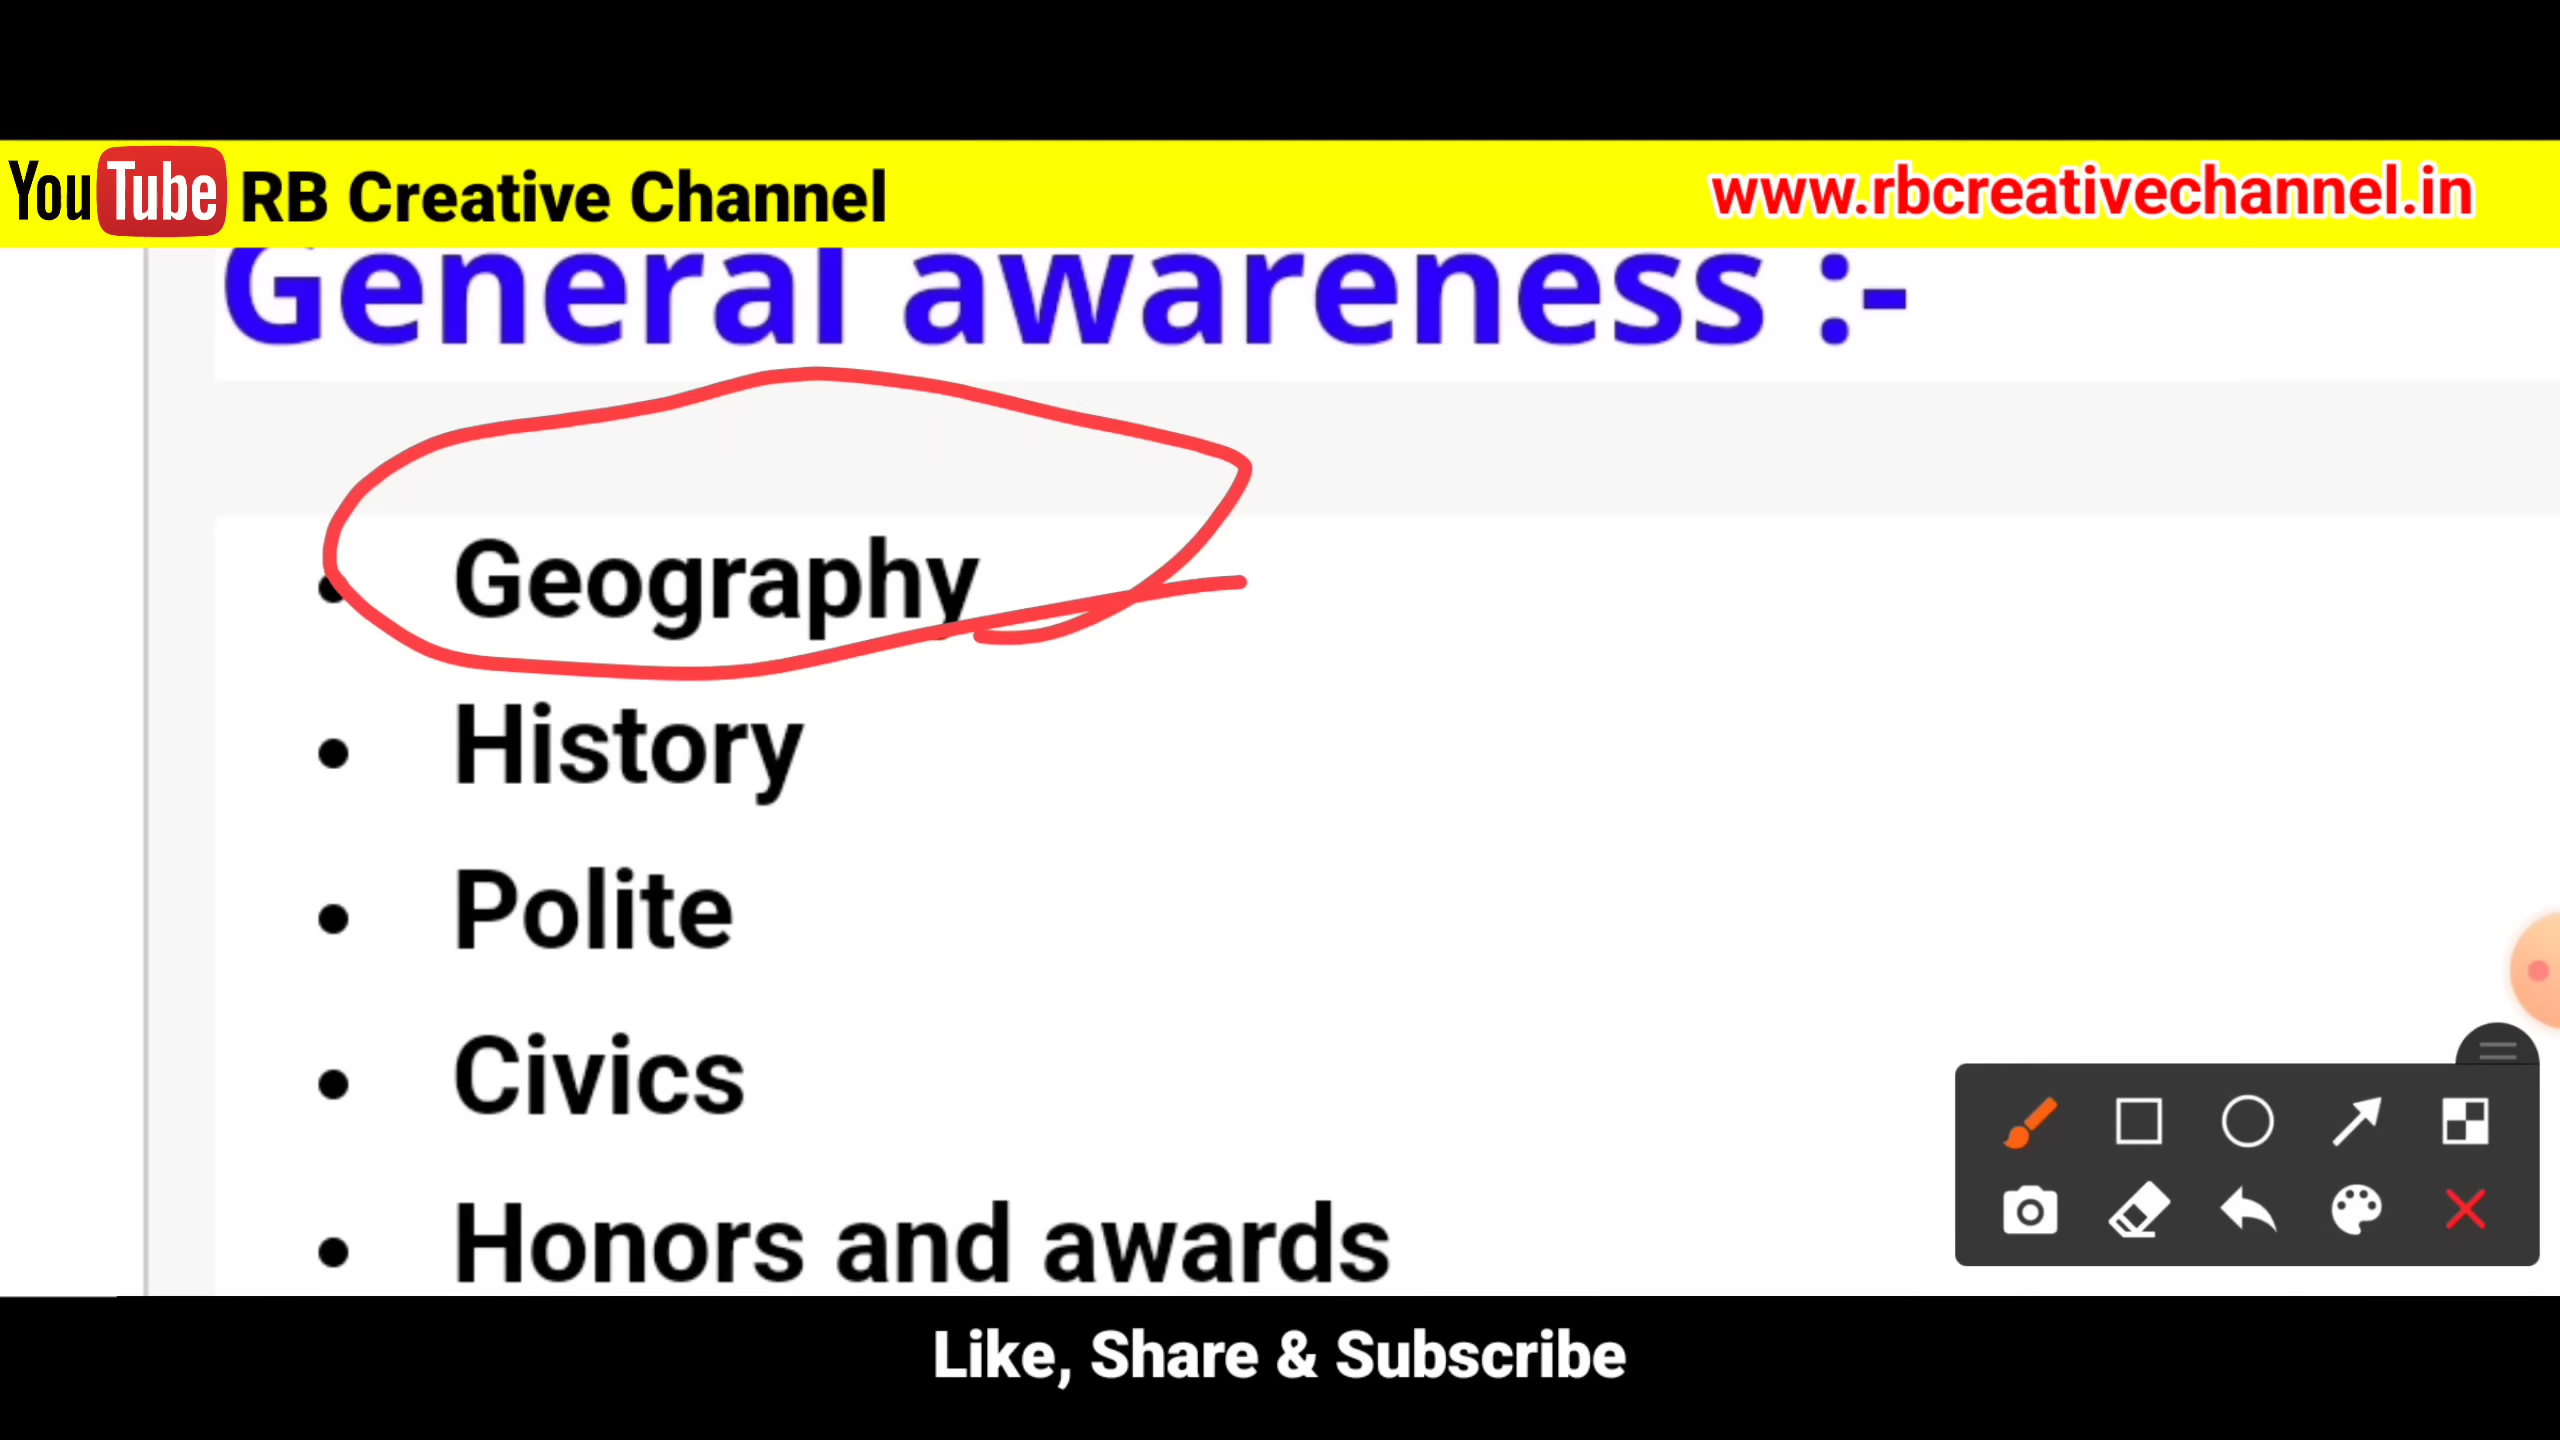 YouTube RB Creative Channel www.rbcreativechannel.in
General awareness :-
• Geography
• History
• Polite
• Civics
• Honors and awards
Like, Share & Subscribe